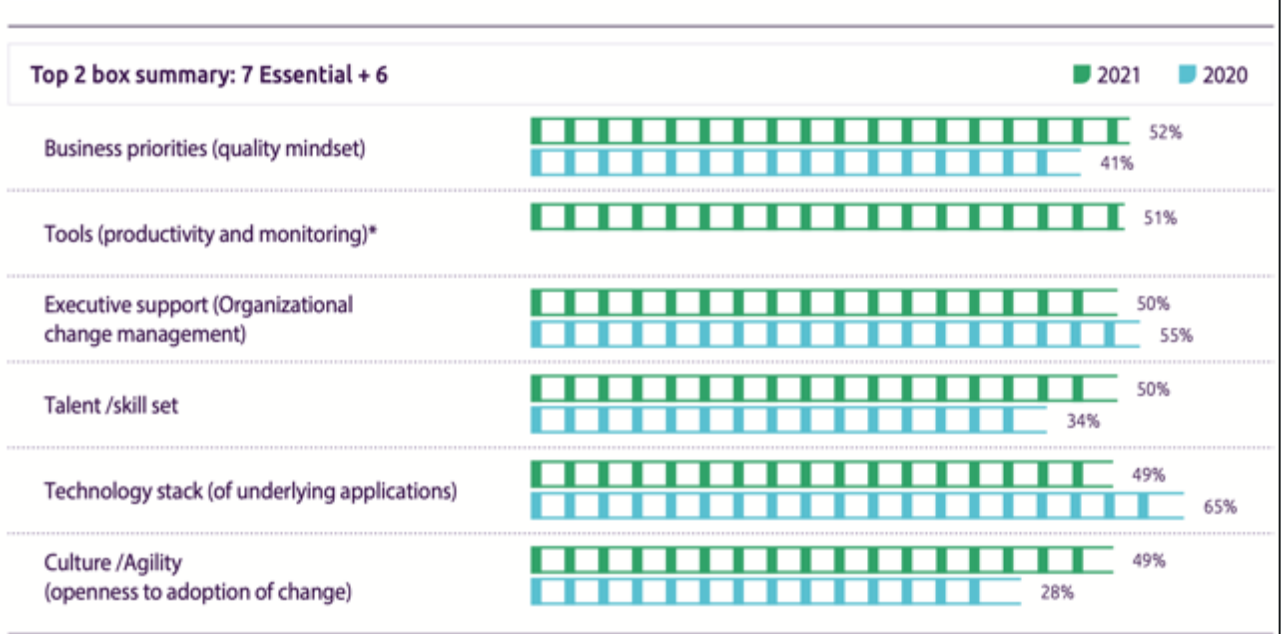 Top 2 box summary: 7 Essential + 6
2021
2020
Business priorities (quality mindset)
52%
41%
Tools (productivity and monitoring)*
51%
Executive support (Organizational
change management)
50%
55%
Talent /skill set
50%
34%
Technology stack (of underlying applications)
49%
65%
Culture /Agility
(openness to adoption of change)
49%
28%